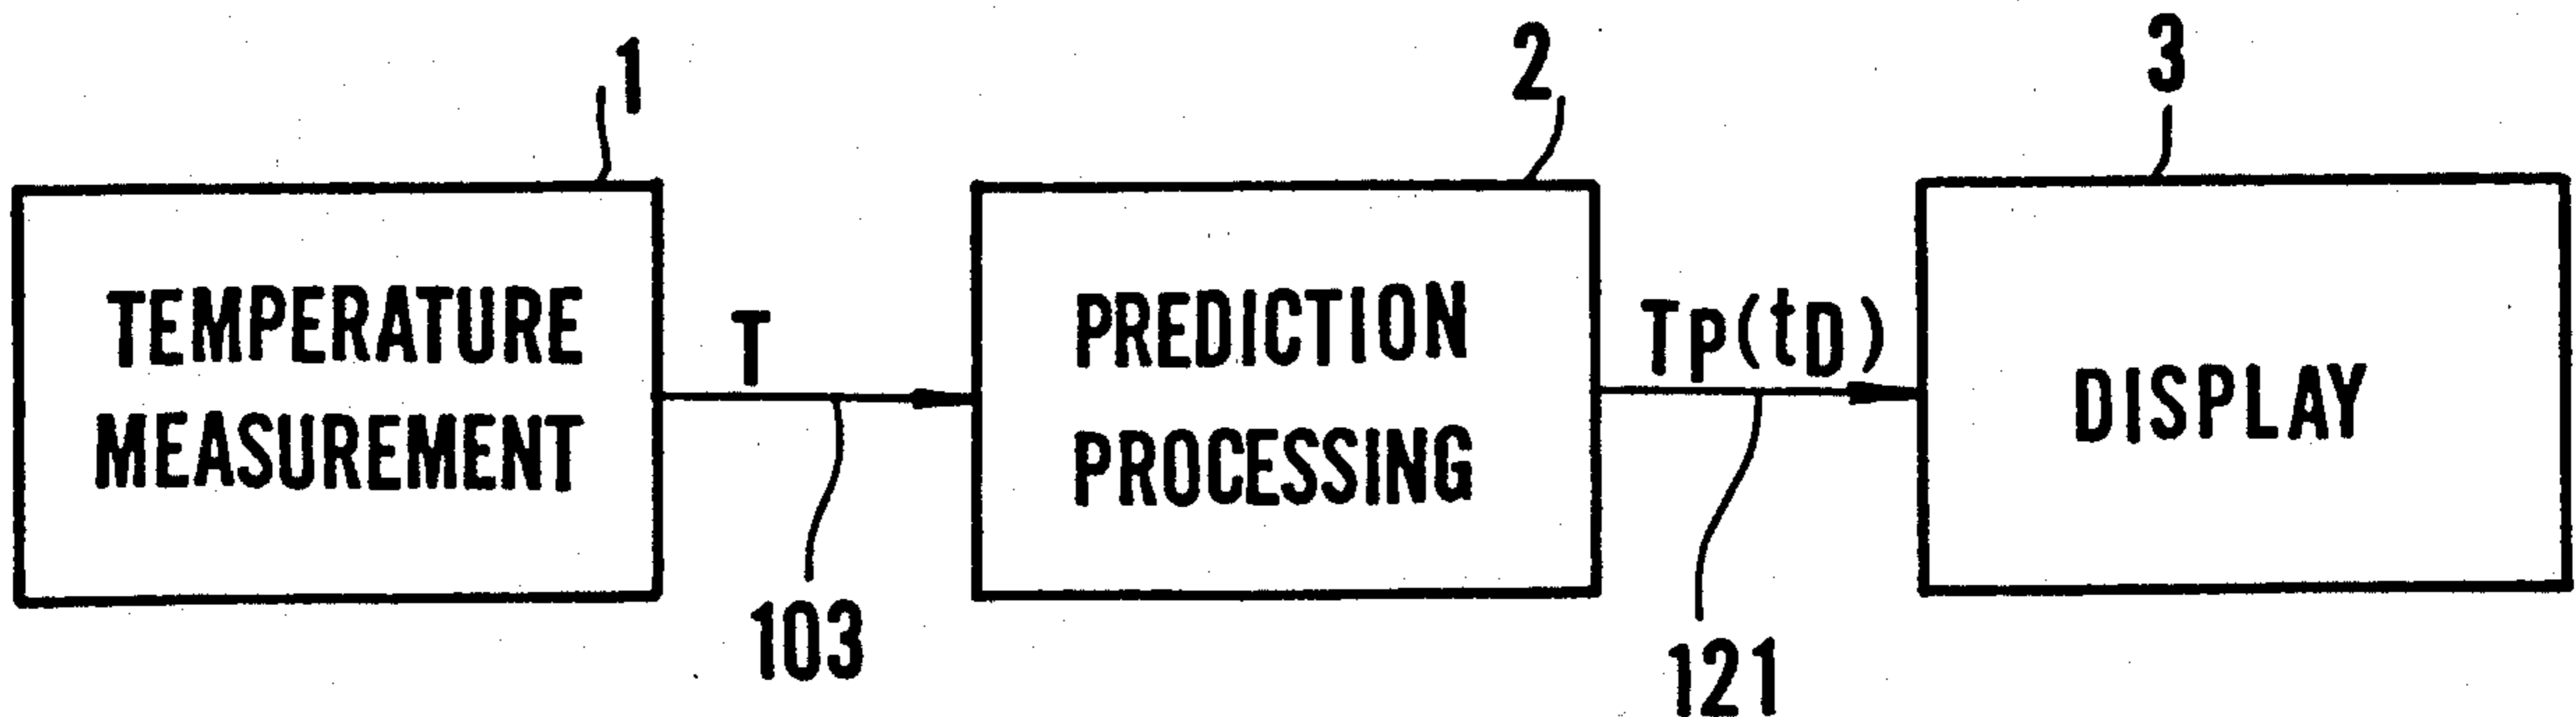 1
2
3
TEMPERATURE
MEASUREMENT
T
PREDICTION
PROCESSING
TP(tD)
DISPLAY
103
121